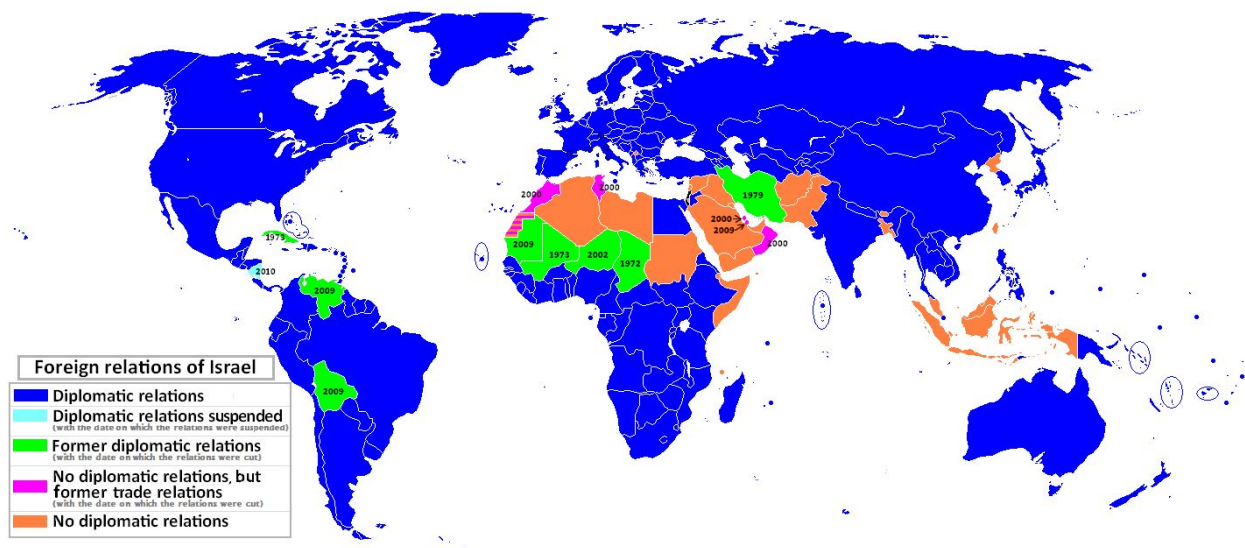 2000
2000
1979
2000
2009
2000
1973
2009
1973
2002
1972
2010
2009
2009
Foreign relations of Israel
Diplomatic relations
Diplomatic relations suspended
(with the date on which the relations were suspended)
Former diplomatic relations
(with the date on which the relations were cut)
No diplomatic relations, but
former trade relations
(with the date on which the relations were cut)
No diplomatic relations